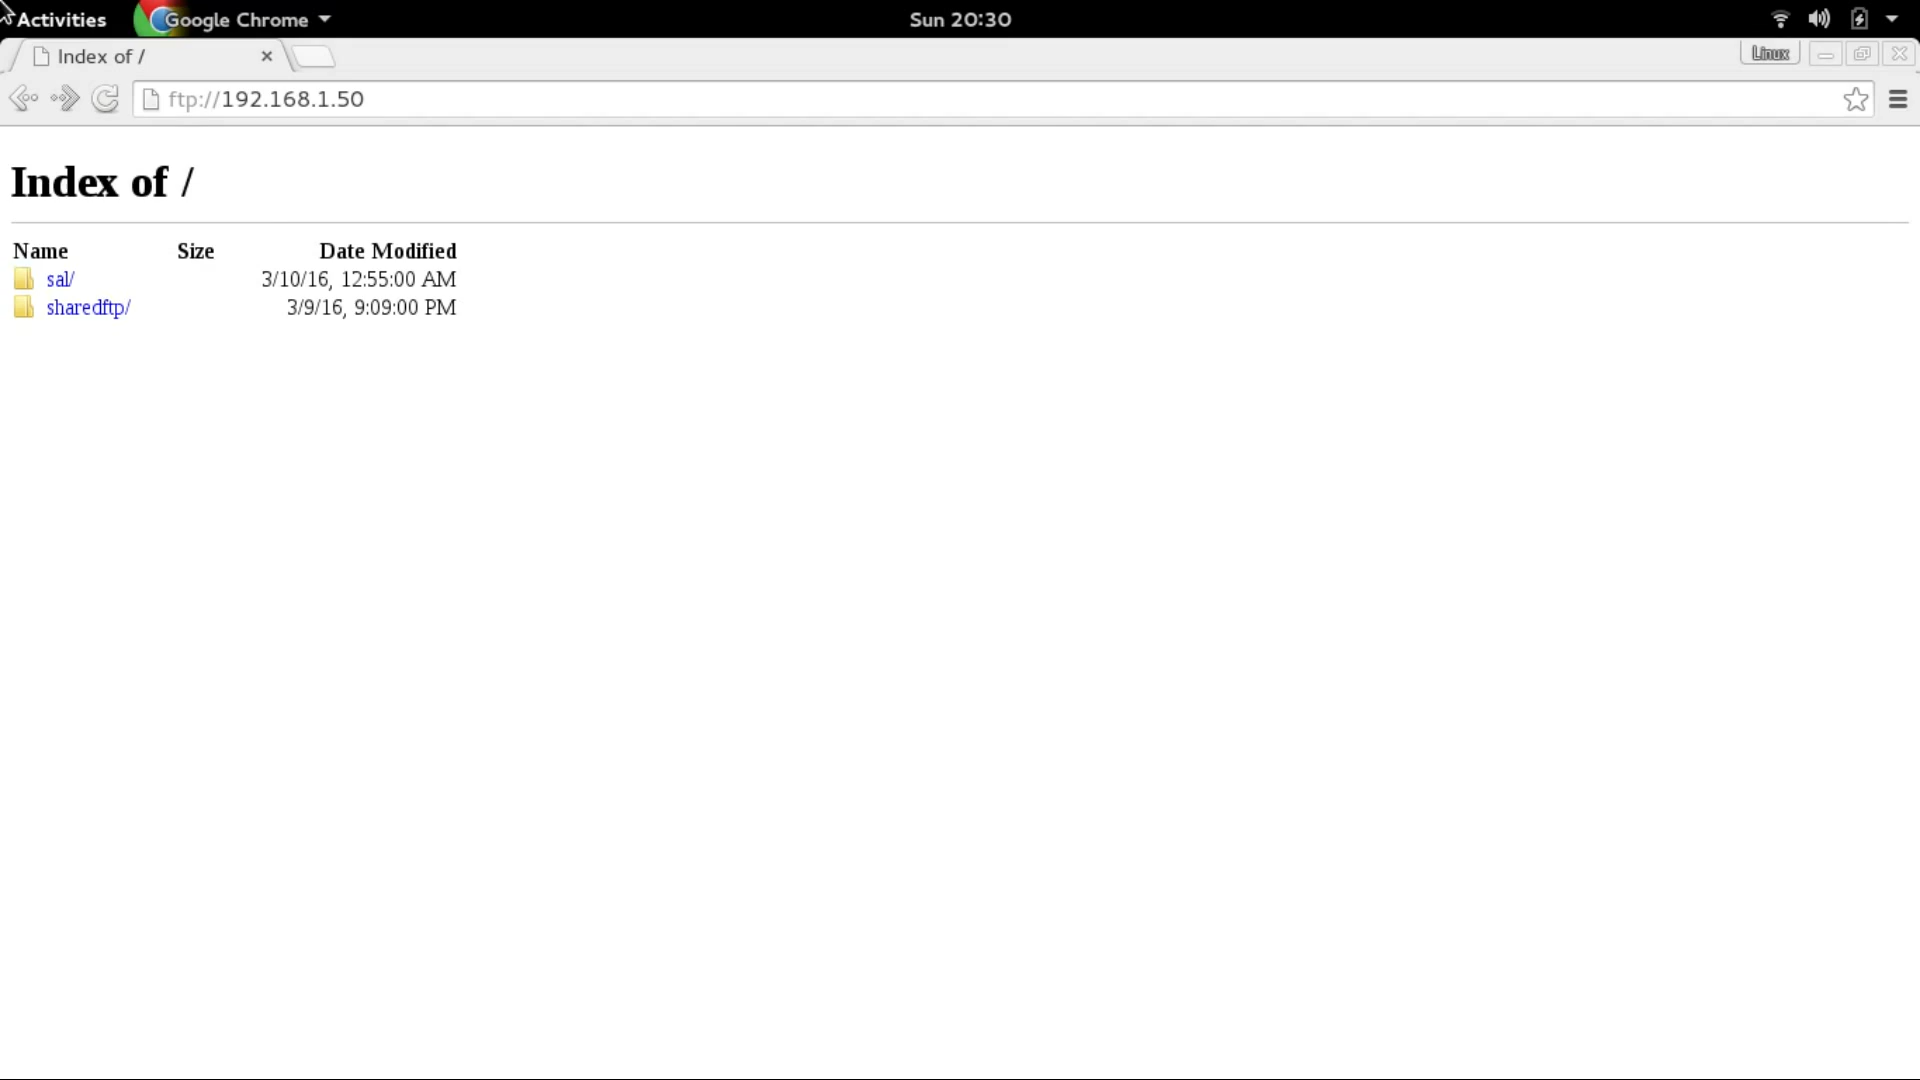 Activities Google Chrome Sun 20:30
Index of / Linux
ftp://192.168.1.50
Index of /
Name Size Date Modified
sal/ 3/10/16, 12:55:00 AM
sharedftp/ 3/9/16, 9:09:00 PM